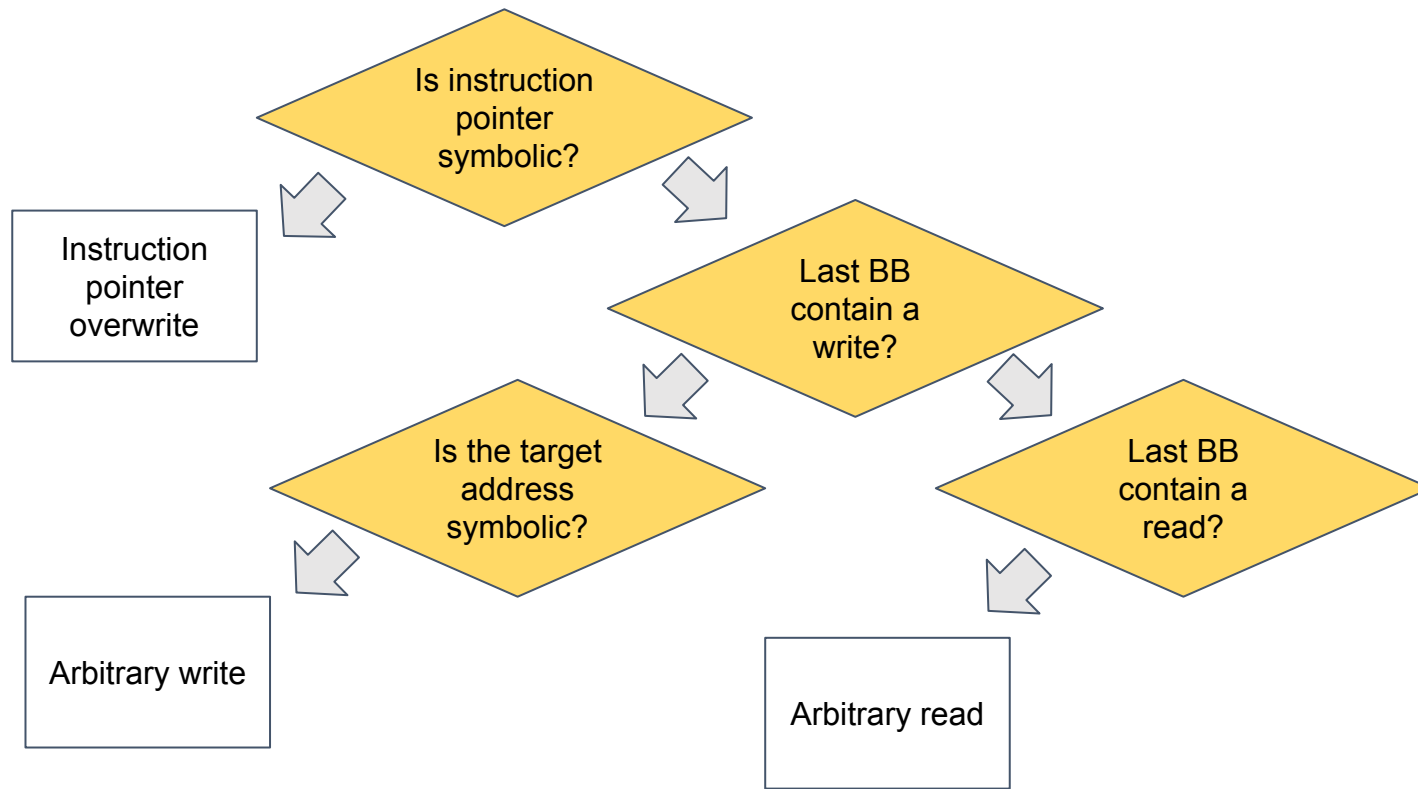 Is instruction
pointer
symbolic?
Instruction
pointer
overwrite
Last BB
contain a
write?
Is the target
address
symbolic?
Last BB
contain a
read?
Arbitrary write
Arbitrary read